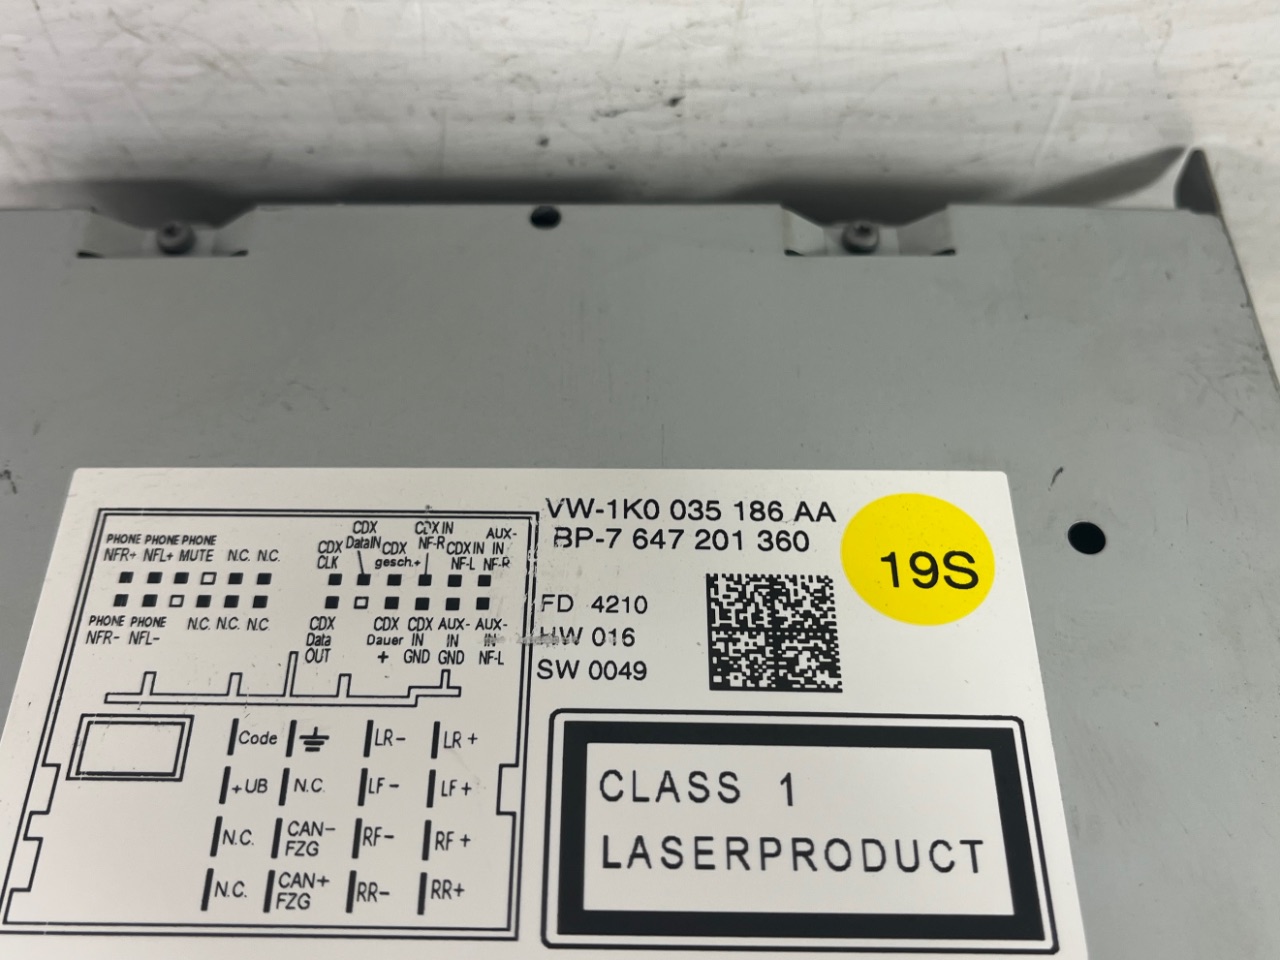 VW-1K0 035 186 AA
BP-7 647 201 360
19S
FD 4210
HW 016
SW 0049
PHONE PHONE PHONE
NFR+ NFL+ MUTE N.C. N.C.
CDX CLK
CDX DataIN
CDX gesch.+
CDX IN NF-R
CDX IN NF-L
AUX-IN NF-R
PHONE PHONE
NFR- NFL-
N.C. N.C. N.C
CDX Data OUT
CDX Dauer +
CDX IN GND
AUX-IN GND
AUX-IN NF-L
Code LR- LR+
+UB N.C. LF- LF+
N.C. CAN- FZG RF- RF+
N.C. CAN+ FZG RR- RR+
CLASS 1
LASERPRODUCT